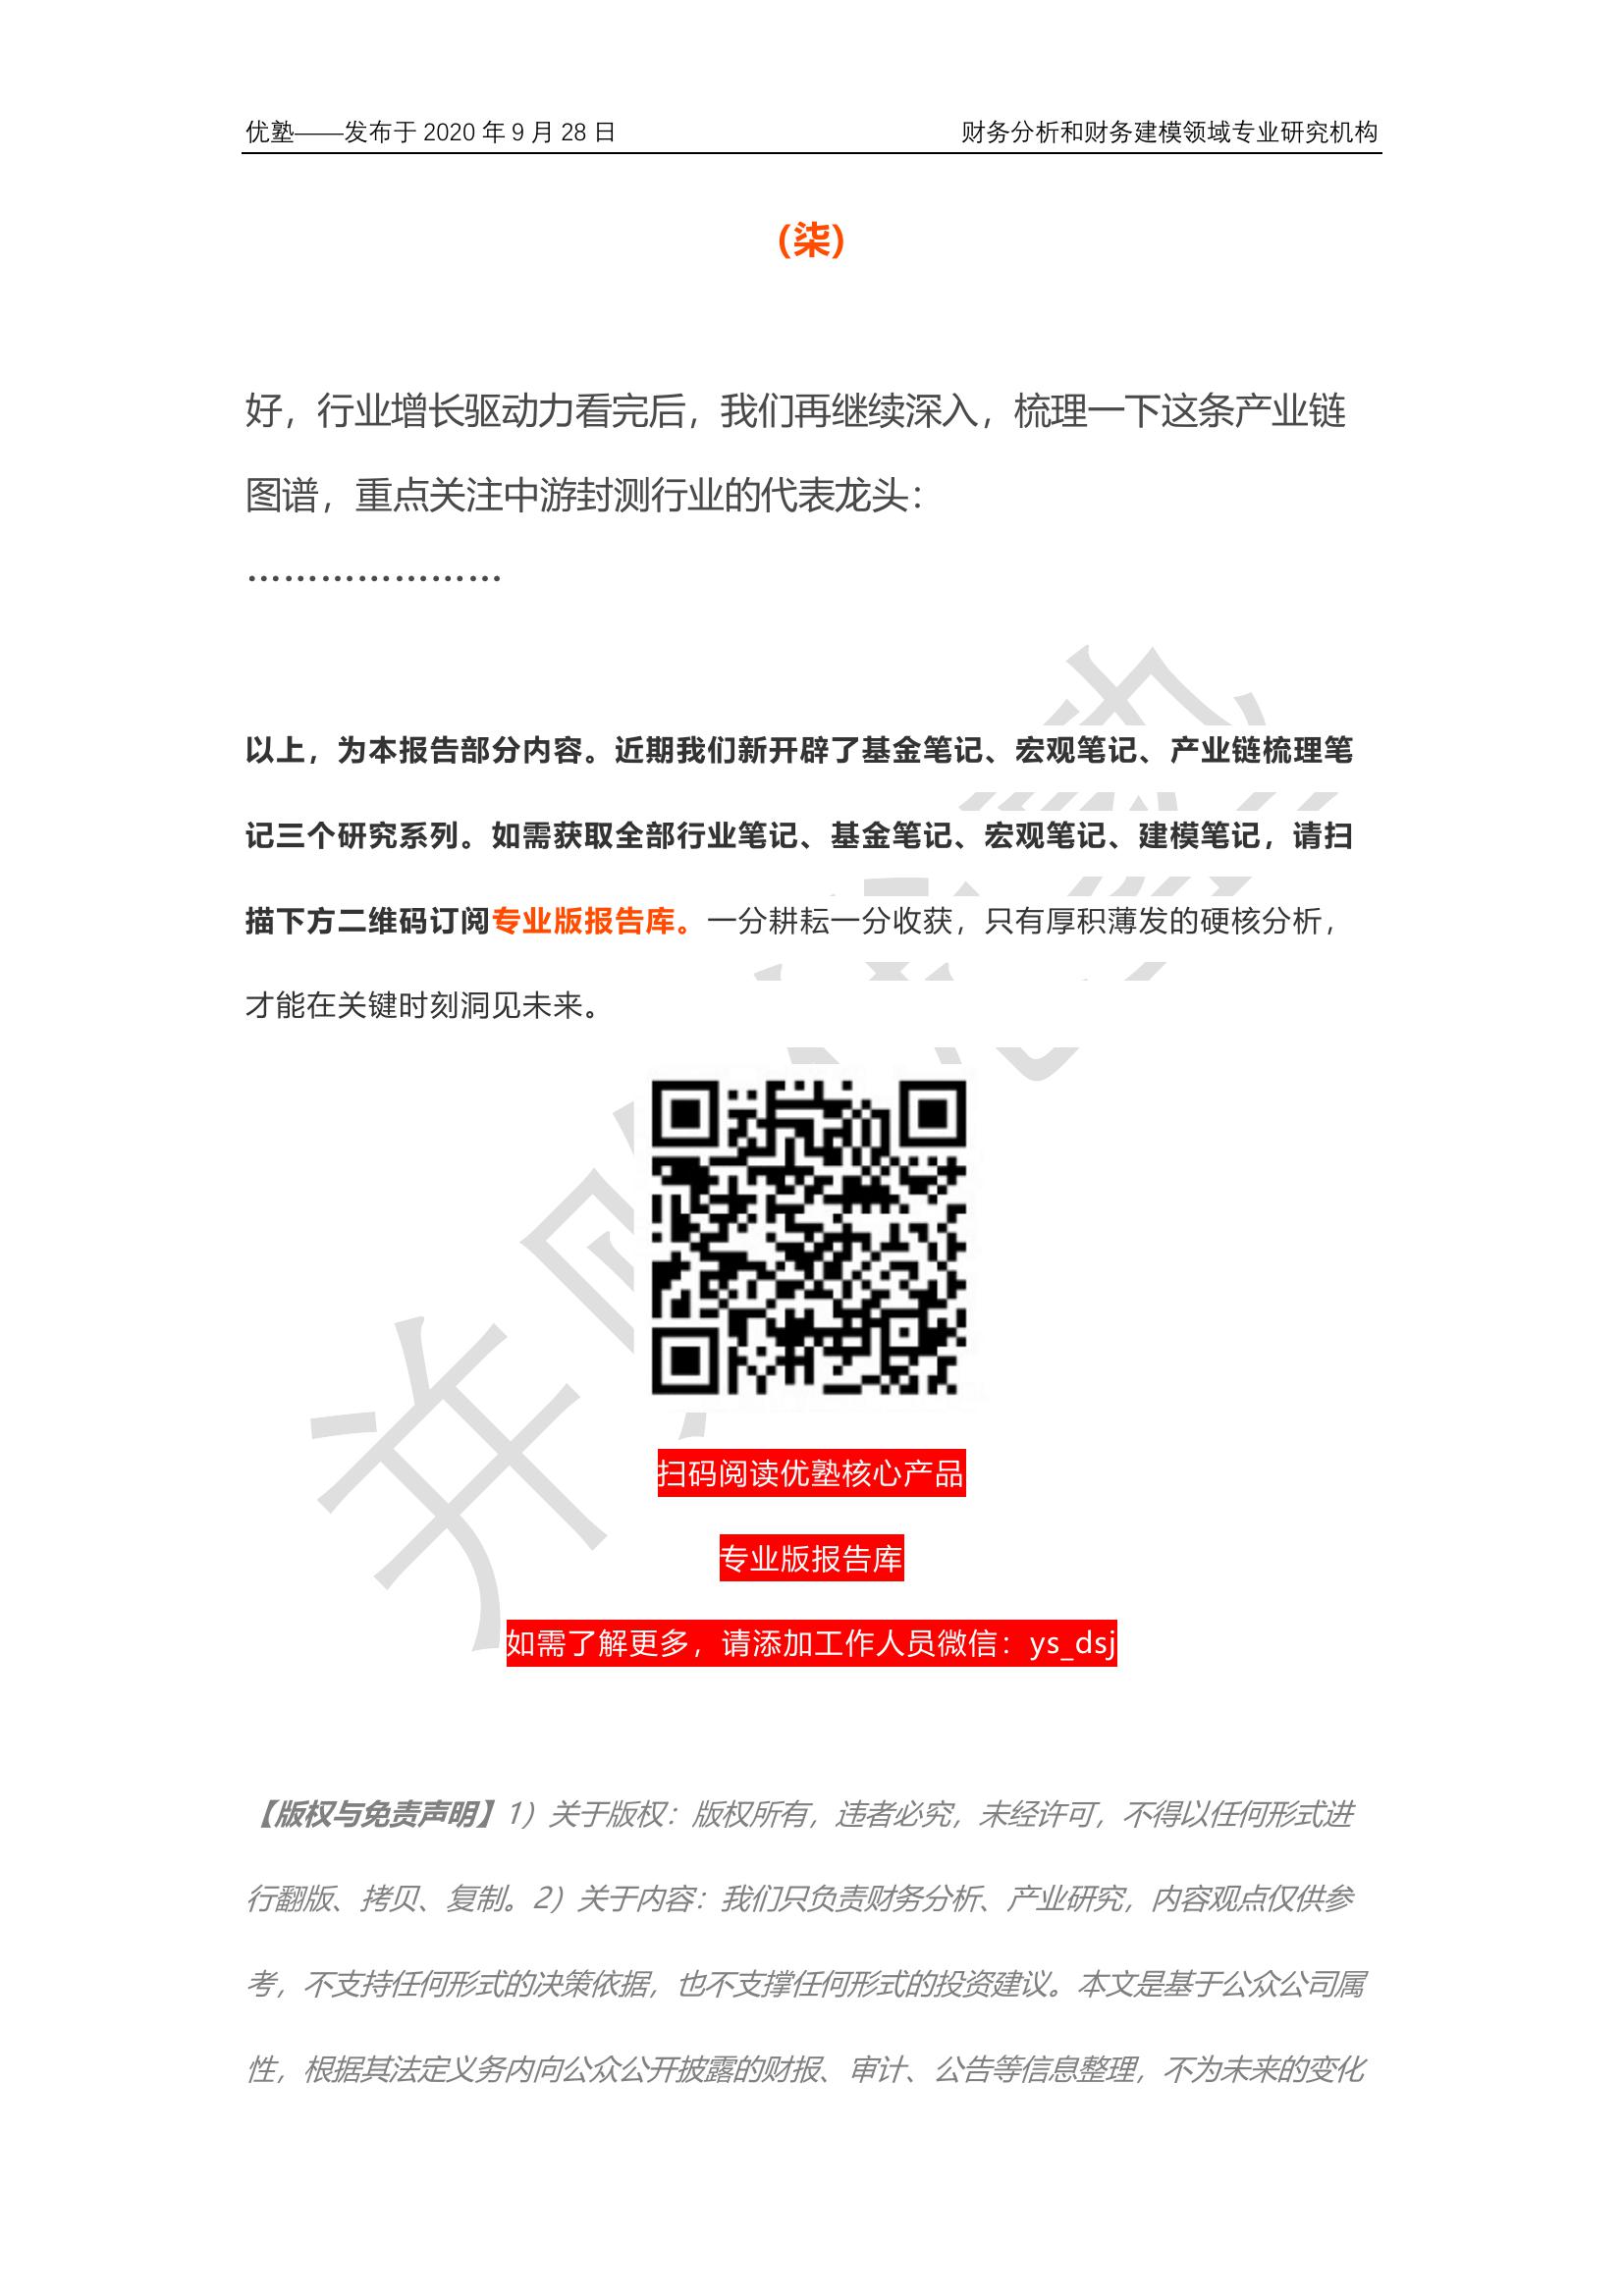 优塾——发布于 2020 年 9 月 28 日 财务分析和财务建模领域专业研究机构
(柒)
好，行业增长驱动力看完后，我们再继续深入，梳理一下这条产业链
图谱，重点关注中游封测行业的代表龙头：
…………………
以上，为本报告部分内容。近期我们新开辟了基金笔记、宏观笔记、产业链梳理笔
记三个研究系列。如需获取全部行业笔记、基金笔记、宏观笔记、建模笔记，请扫
描下方二维码订阅专业版报告库。一分耕耘一分收获，只有厚积薄发的硬核分析，
才能在关键时刻洞见未来。
扫码阅读优塾核心产品
专业版报告库
如需了解更多，请添加工作人员微信：ys_dsj
【版权与免责声明】1）关于版权：版权所有，违者必究，未经许可，不得以任何形式进
行翻版、拷贝、复制。2）关于内容：我们只负责财务分析、产业研究，内容观点仅供参
考，不支持任何形式的决策依据，也不支撑任何形式的投资建议。本文是基于公众公司属
性，根据其法定义务内向公众公开披露的财报、审计、公告等信息整理，不为未来的变化